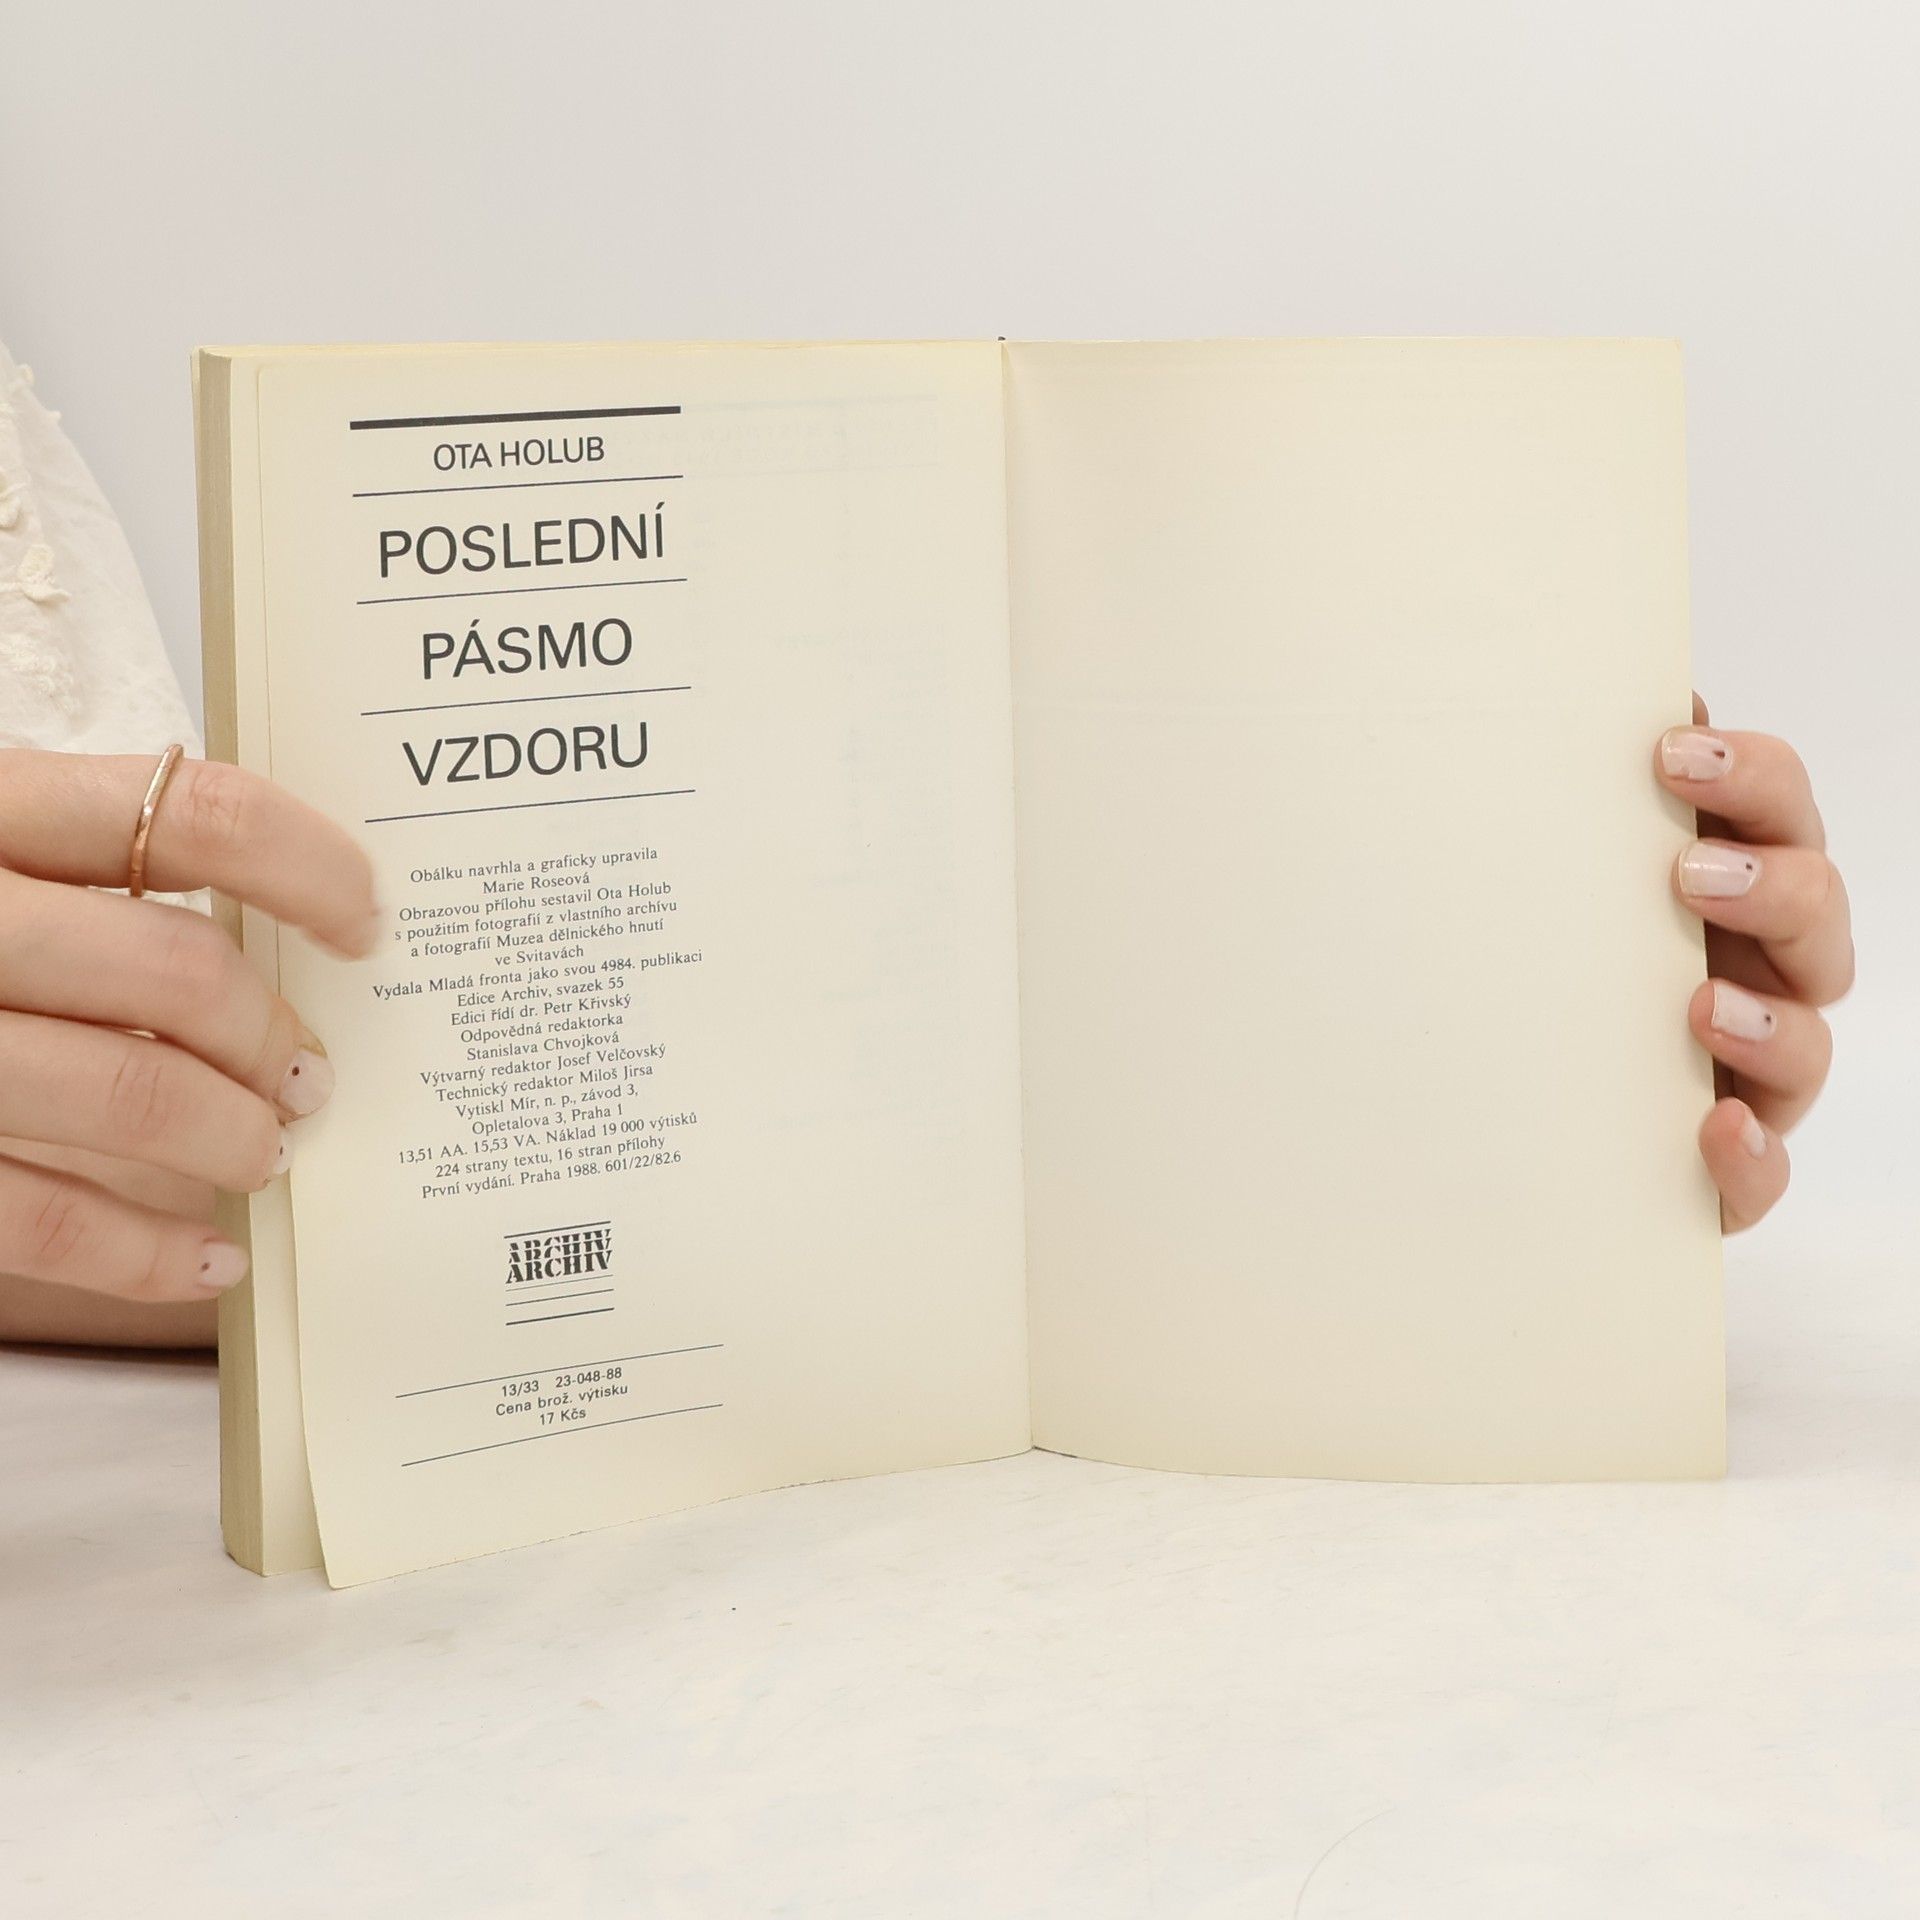 OTA HOLUB
POSLEDNÍ
PÁSMO
VZDORU
Obálku navrhla a graficky upravila
Marie Roseová
Obrazovou přílohu sestavil Ota Holub
s použitím fotografií z vlastního archívu
a fotografií Muzea dělnického hnutí
ve Svitavách
Vydala Mladá fronta jako svou 4984. publikaci
Edice Archiv, svazek 55
Edici řídí dr. Petr Křivský
Odpovědná redaktorka
Stanislava Chvojková
Výtvarný redaktor Josef Velčovský
Technický redaktor Miloš Jirsa
Vytiskl Mír, n. p., závod 3,
Opletalova 3, Praha 1
13,51 AA. 15,53 VA. Náklad 19 000 výtisků
224 strany textu, 16 stran přílohy
První vydání. Praha 1988. 601/22/82.6
ARCHIV
ARCHIV
13/33 23-048-88
Cena brož. výtisku
17 Kčs